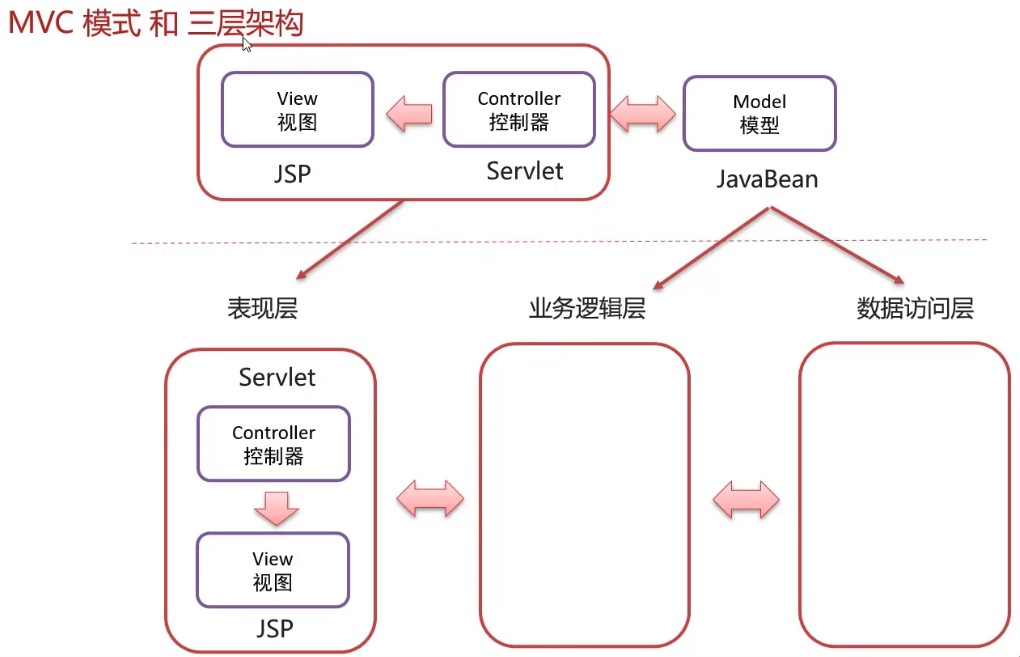 MVC 模式 和 三层架构
View
视图
JSP
Controller
控制器
Servlet
Model
模型
JavaBean
表现层
业务逻辑层
数据访问层
Servlet
Controller
控制器
View
视图
JSP